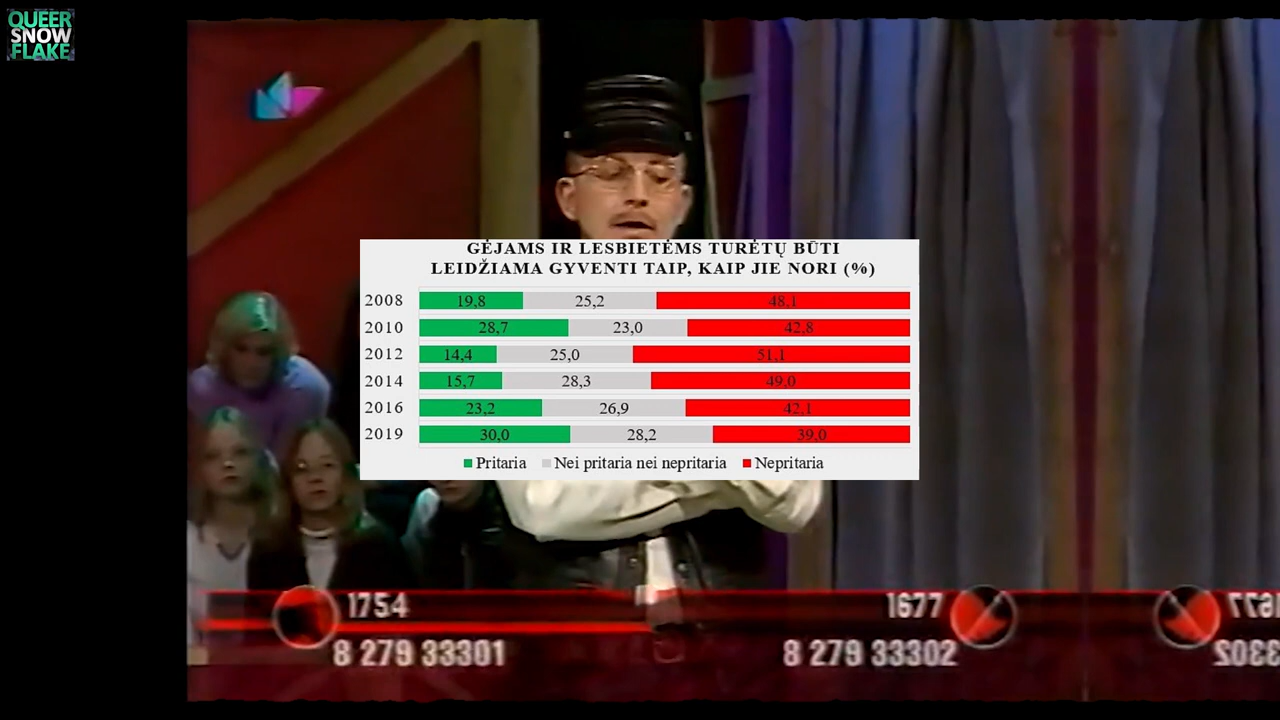 QUEER
SNOW
FLAKE
GĖJAMS IR LESBIETĖMS TURĖTŲ BŪTI
LEIDŽIAMA GYVENTI TAIP, KAIP JIE NORI (%)
2008 19,8 25,2 48,1
2010 28,7 23,0 42,8
2012 14,4 25,0 51,1
2014 15,7 28,3 49,0
2016 23,2 26,9 42,1
2019 30,0 28,2 39,0
Pritaria Nei pritaria nei nepritaria Nepritaria
1754 1677
8 279 33301 8 279 33302